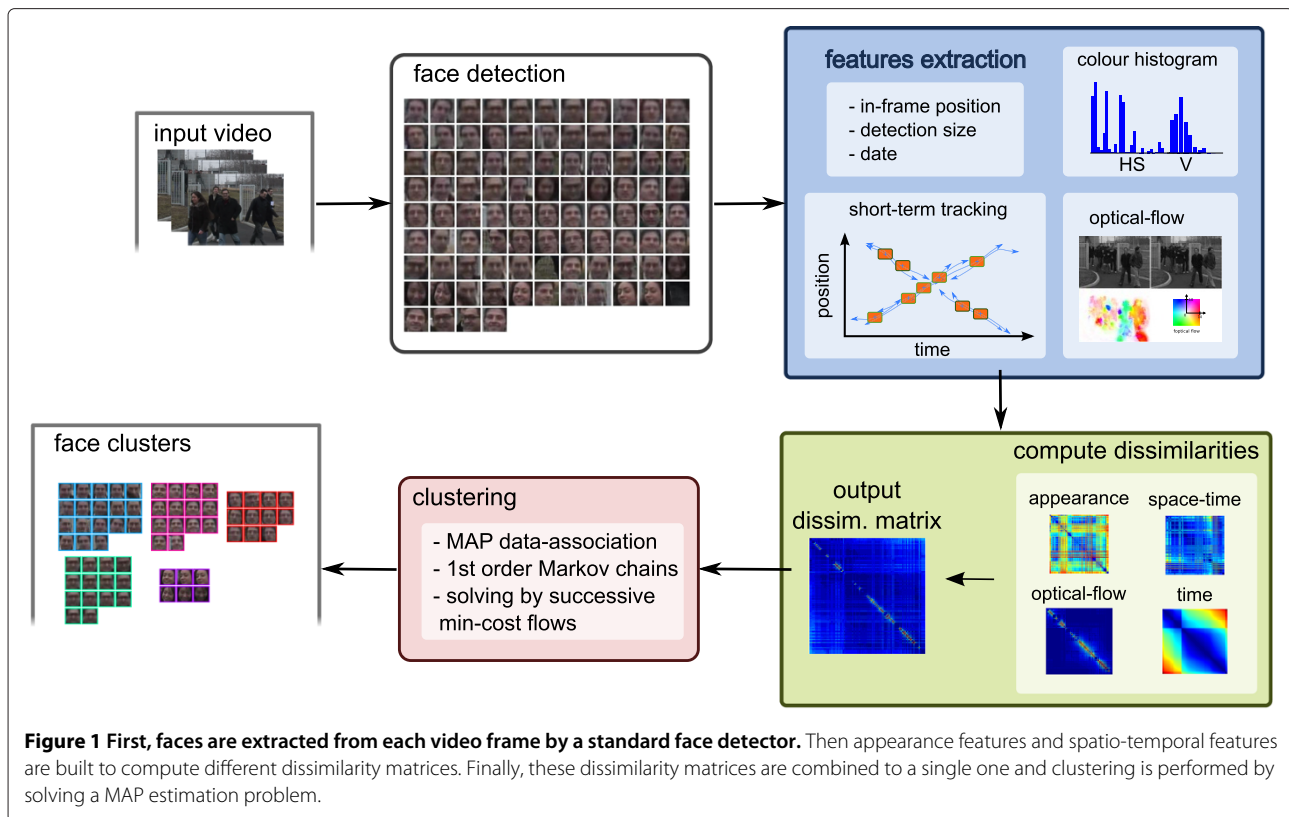 input video
face detection
features extraction
- in-frame position
- detection size
- date
colour histogram
HS V
short-term tracking
position
time
optical-flow
foptical flow
compute dissimilarities
appearance space-time
optical-flow time
output
dissim. matrix
clustering
- MAP data-association
- 1st order Markov chains
- solving by successive
min-cost flows
face clusters
Figure 1 First, faces are extracted from each video frame by a standard face detector. Then appearance features and spatio-temporal features
are built to compute different dissimilarity matrices. Finally, these dissimilarity matrices are combined to a single one and clustering is performed by
solving a MAP estimation problem.